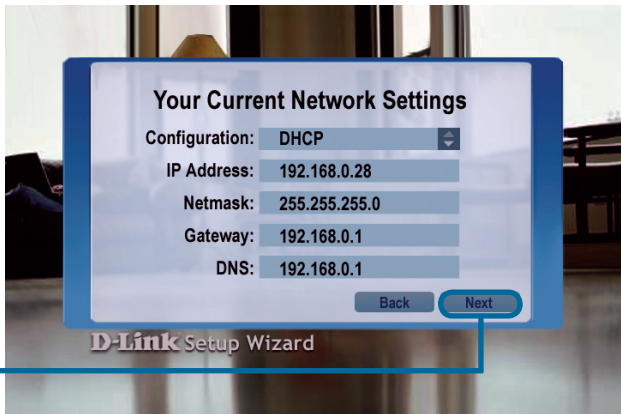 Your Current Network Settings
Configuration: DHCP
IP Address: 192.168.0.28
Netmask: 255.255.255.0
Gateway: 192.168.0.1
DNS: 192.168.0.1
Back Next
D-Link Setup Wizard